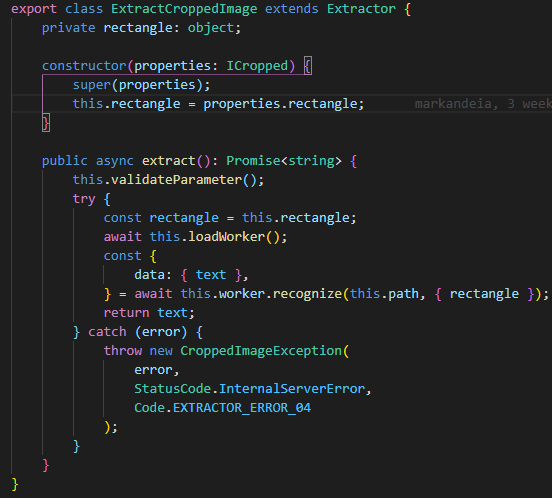 export class ExtractCroppedImage extends Extractor {
    private rectangle: object;

    constructor(properties: ICropped) {
        super(properties);
        this.rectangle = properties.rectangle;    markandeia, 3 week
    }

    public async extract(): Promise<string> {
        this.validateParameter();
        try {
            const rectangle = this.rectangle;
            await this.loadWorker();
            const {
                data: { text },
            } = await this.worker.recognize(this.path, { rectangle });
            return text;
        } catch (error) {
            throw new CroppedImageException(
                error,
                StatusCode.InternalServerError,
                Code.EXTRACTOR_ERROR_04
            );
        }
    }
}